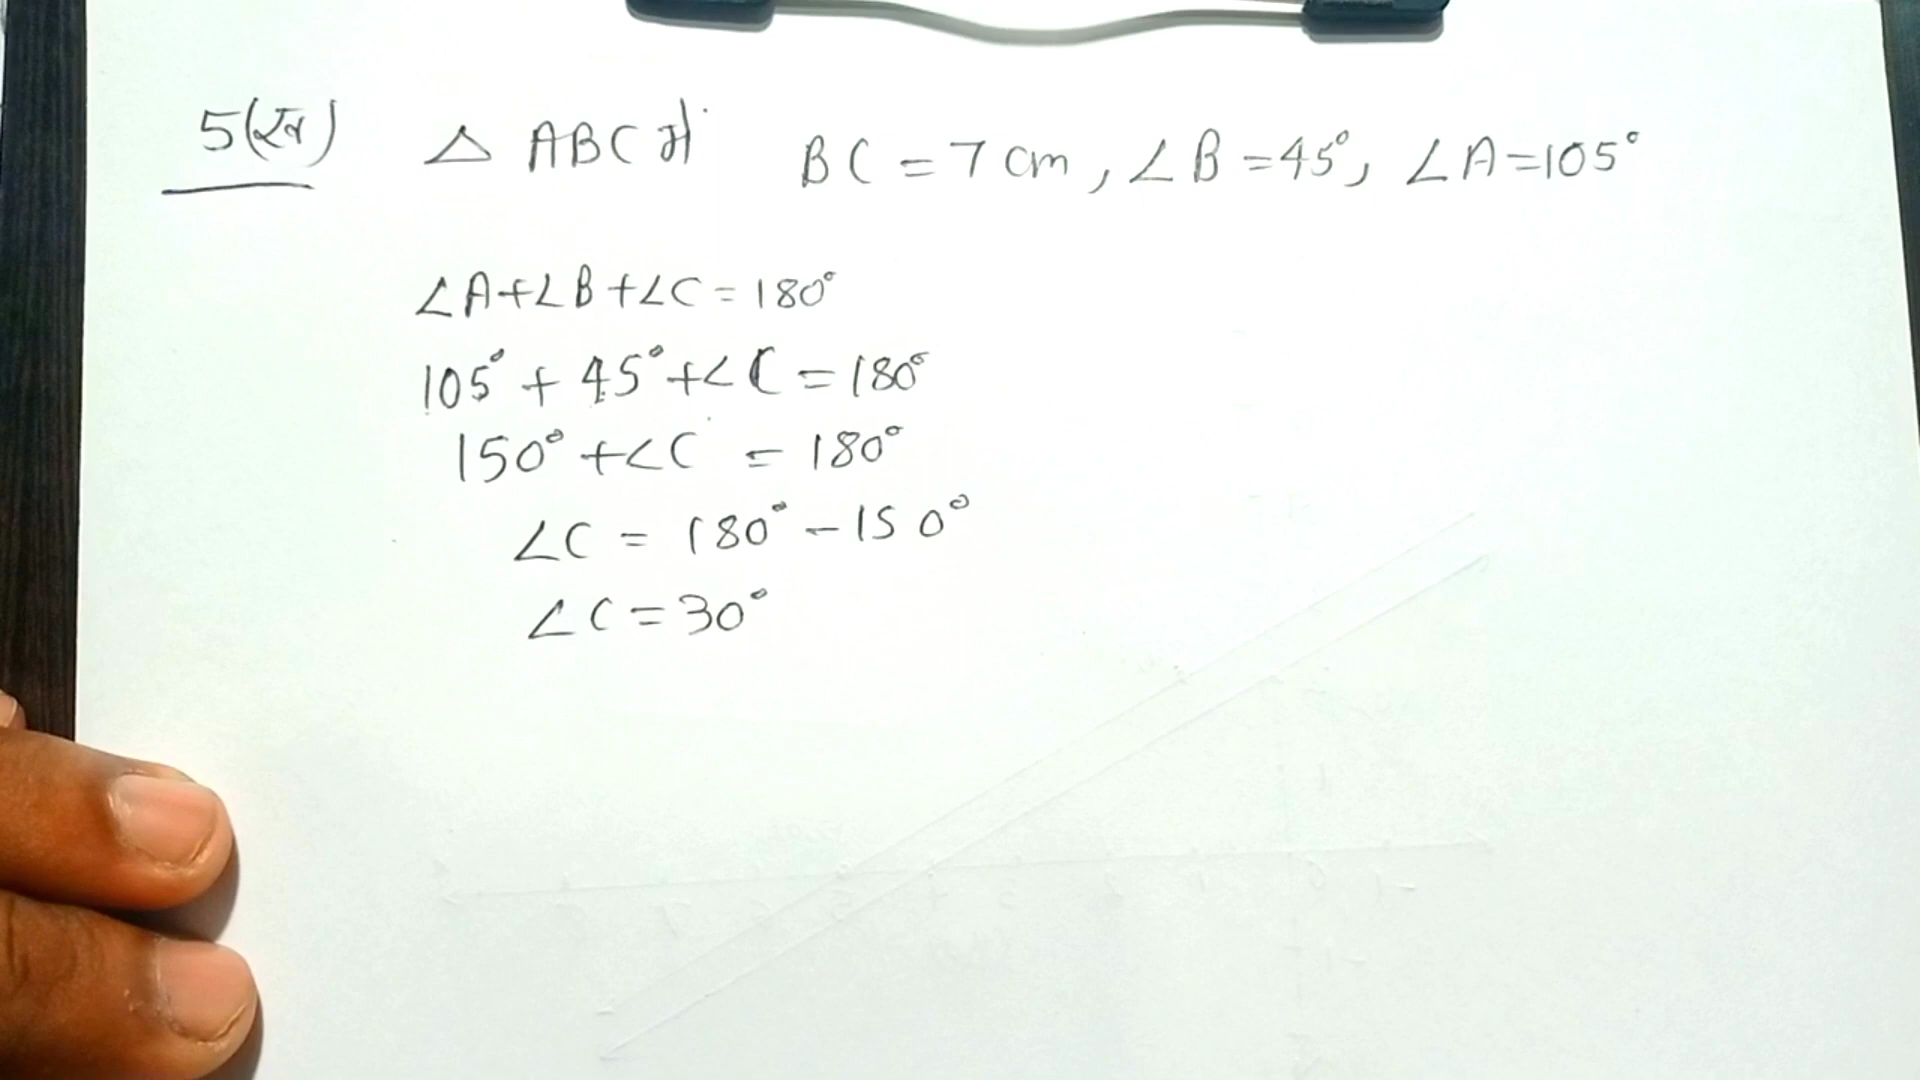 5(ख) △ ABC में BC = 7 cm, ∠B = 45°, ∠A = 105°
∠A + ∠B + ∠C = 180°
105° + 45° + ∠C = 180°
150° + ∠C = 180°
∠C = 180° - 150°
∠C = 30°